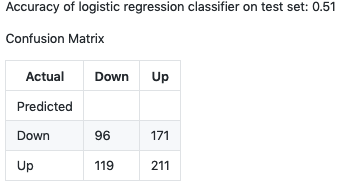 Accuracy of logistic regression classifier on test set: 0.51
Confusion Matrix
Actual Down Up
Predicted
Down 96 171
Up 119 211